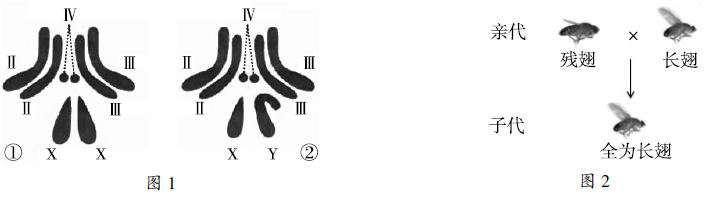 Ⅳ Ⅳ
Ⅱ Ⅲ Ⅱ Ⅲ
Ⅱ Ⅲ Ⅱ Ⅲ
① X X X Y ②
图 1
亲代 ×
残翅 长翅
子代
全为长翅
图 2